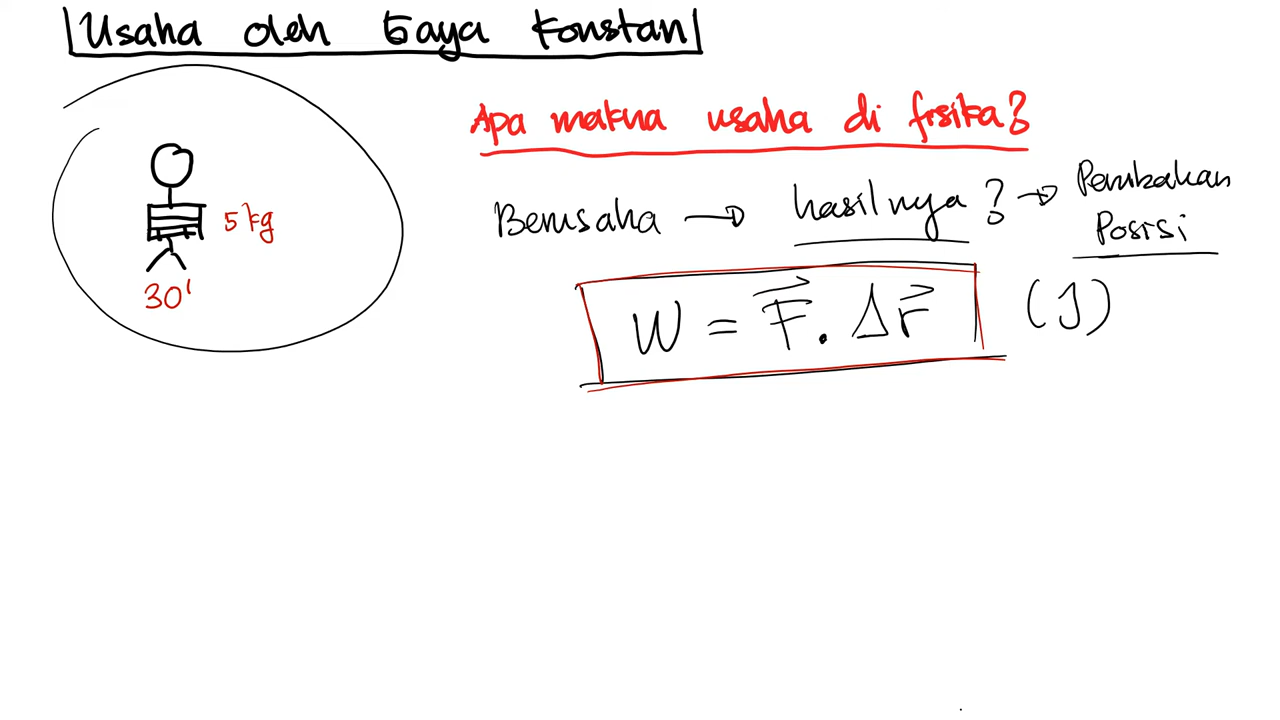 Usaha oleh Gaya Konstan
Apa makna usaha di fisika?
Berusaha → hasilnya? → Perubahan Posisi
5 kg
30'
W = F⃗ . Δr⃗ (J)